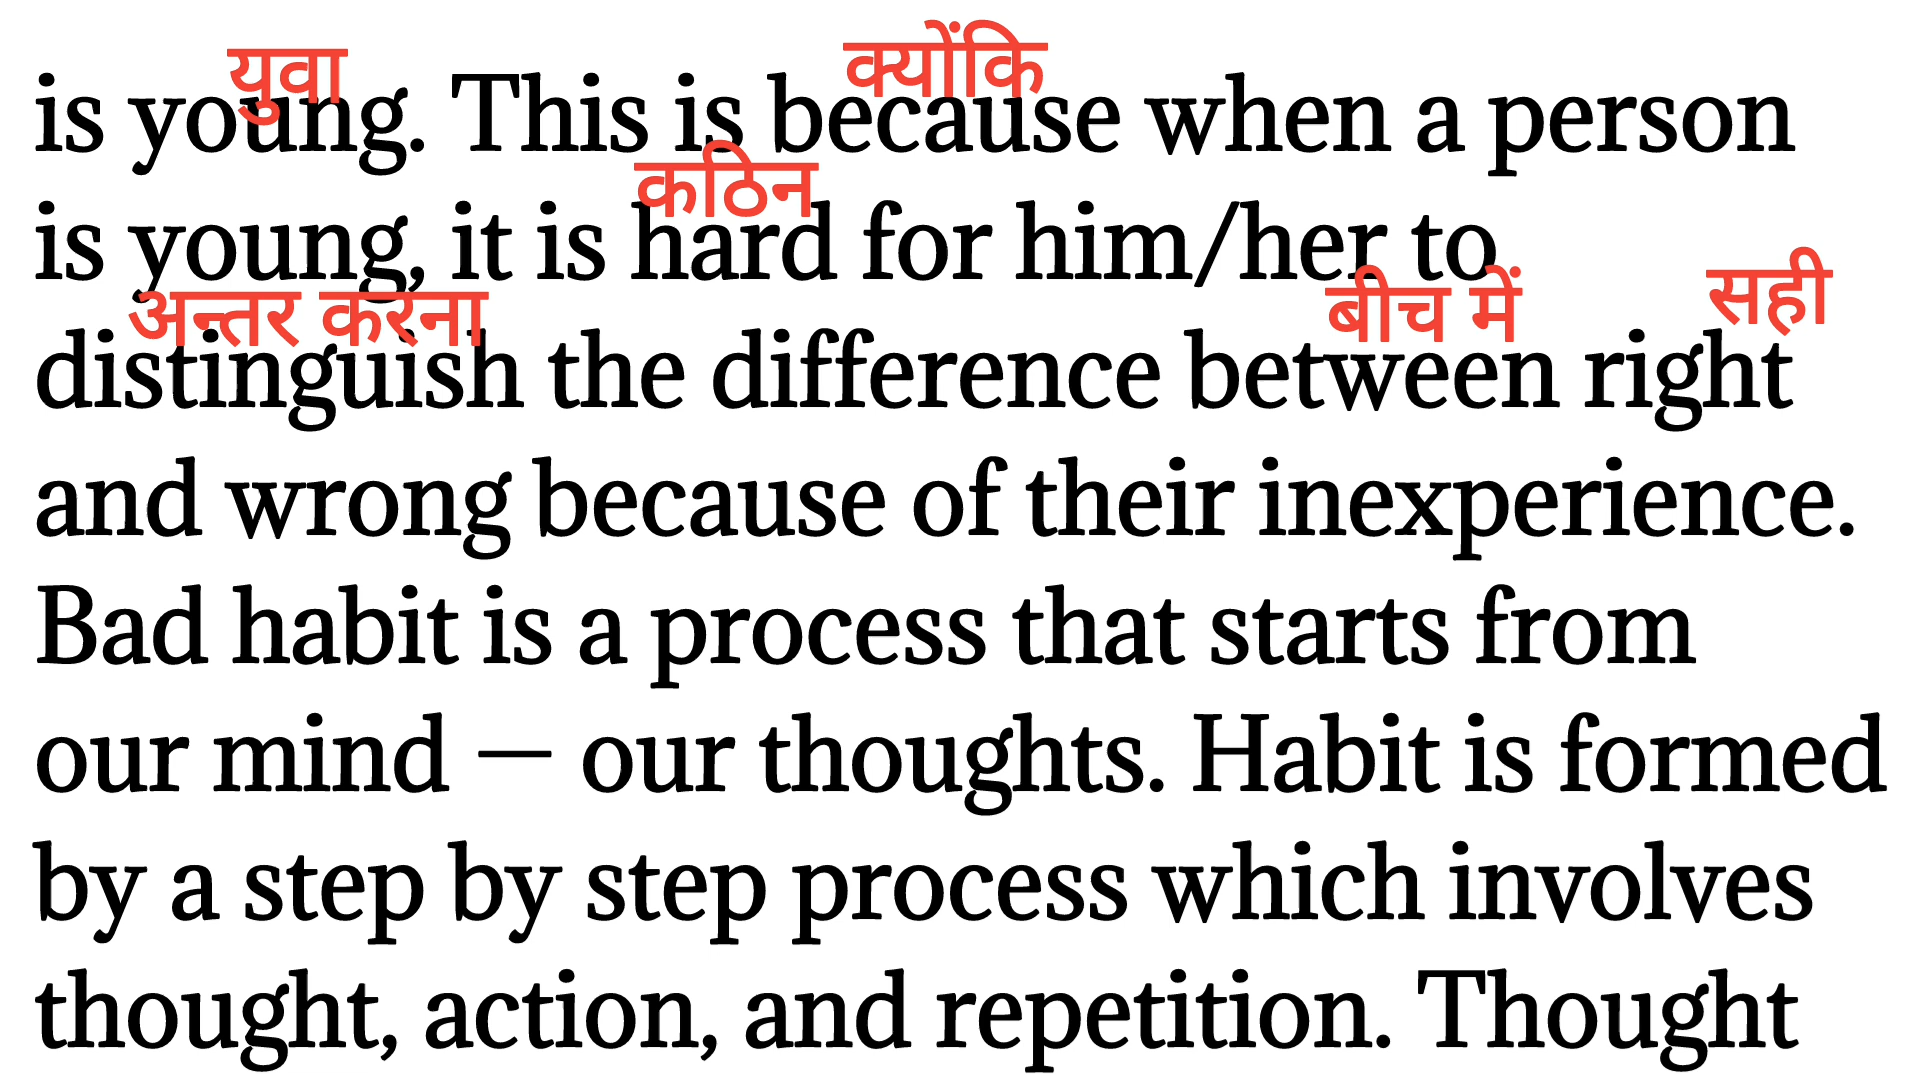 युवा क्योंकि
is young. This is because when a person
कठिन
is young, it is hard for him/her to
अन्तर करना बीच में सही
distinguish the difference between right
and wrong because of their inexperience.
Bad habit is a process that starts from
our mind — our thoughts. Habit is formed
by a step by step process which involves
thought, action, and repetition. Thought